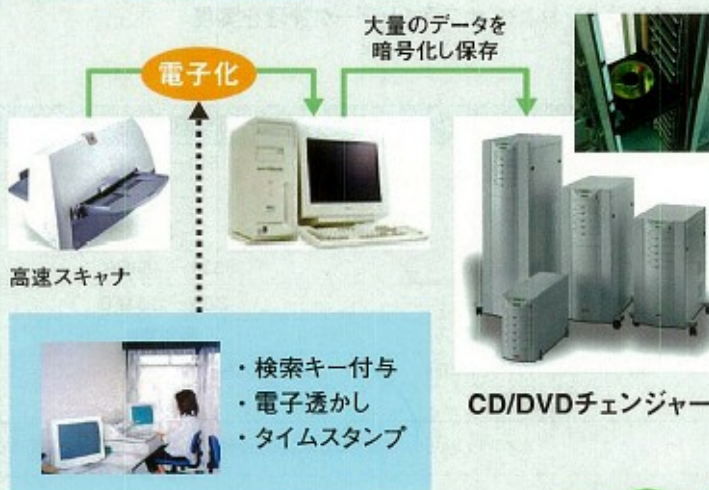 大量のデータを
暗号化し保存
電子化
高速スキャナ
・検索キー付与
・電子透かし
・タイムスタンプ
CD/DVDチェンジャー